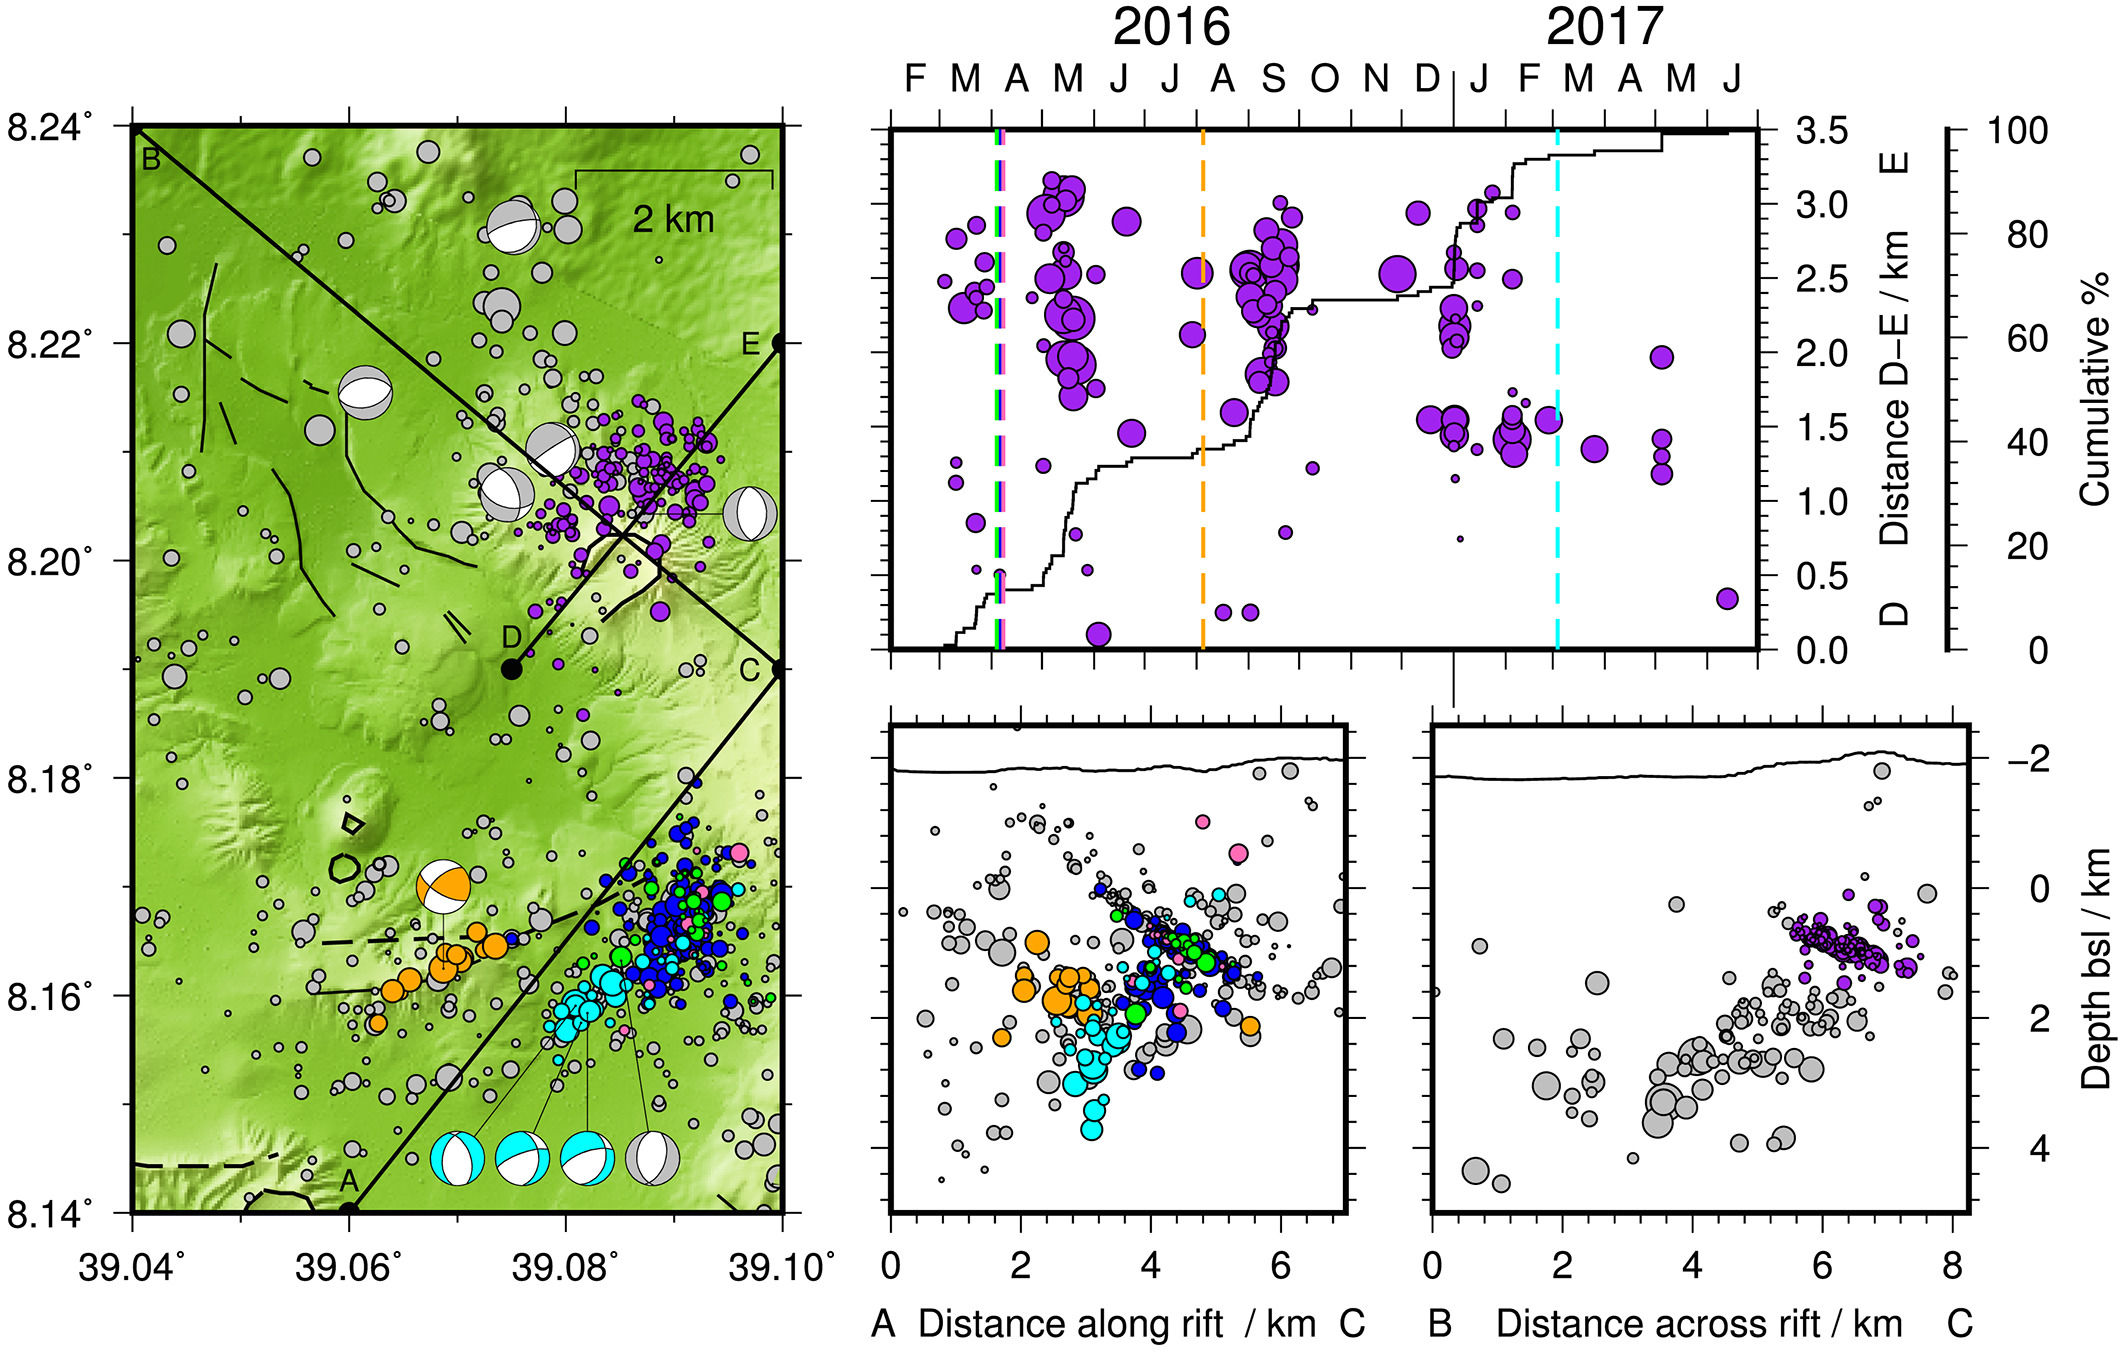 2016 2017
F M A M J J A S O N D J F M A M J
8.24°
8.22°
8.20°
8.18°
8.16°
8.14°
39.04° 39.06° 39.08° 39.10°
B
2 km
E
D
C
A
3.5
3.0
2.5
2.0
1.5
1.0
0.5
0.0
D Distance D–E / km E
100
80
60
40
20
0
Cumulative %
−2
0
2
4
Depth bsl / km
0 2 4 6
A Distance along rift / km C
0 2 4 6 8
B Distance across rift / km C